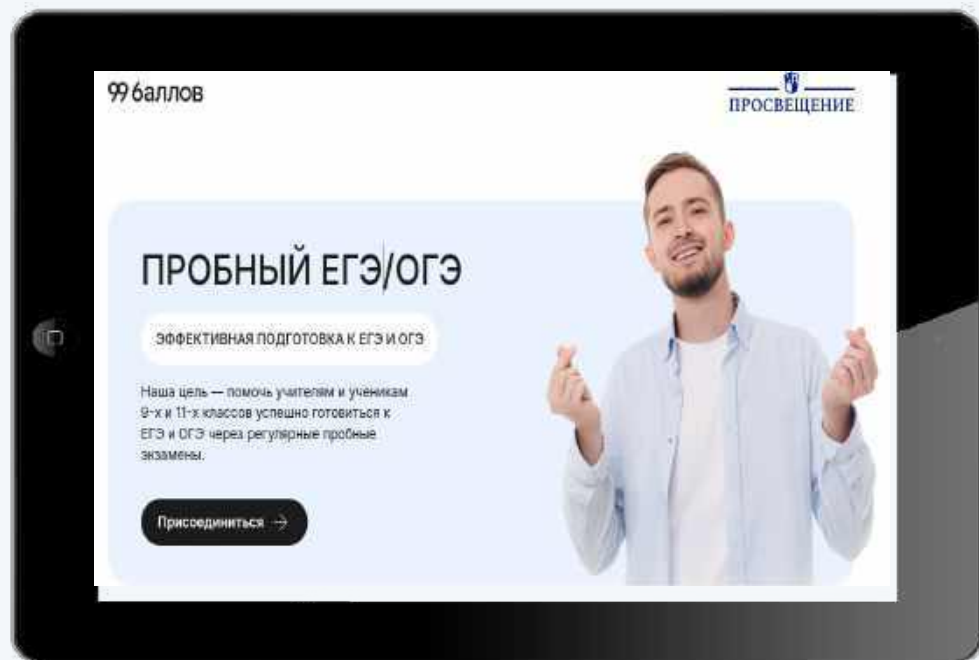 99 баллов
ПРОСВЕЩЕНИЕ
ПРОБНЫЙ ЕГЭ/ОГЭ
ЭФФЕКТИВНАЯ ПОДГОТОВКА К ЕГЭ И ОГЭ
Наша цель — помочь учителям и ученикам
9-х и 11-х классов успешно готовиться к
ЕГЭ и ОГЭ через регулярные пробные
экзамены.
Присоединиться →